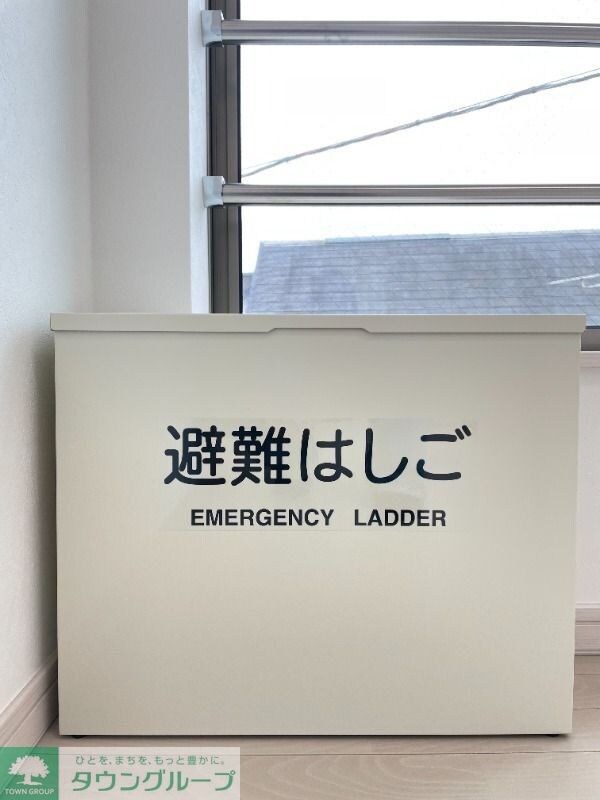 避難はしご
EMERGENCY LADDER
ひとを、まちを、もっと豊かに。
タウングループ
TOWN GROUP